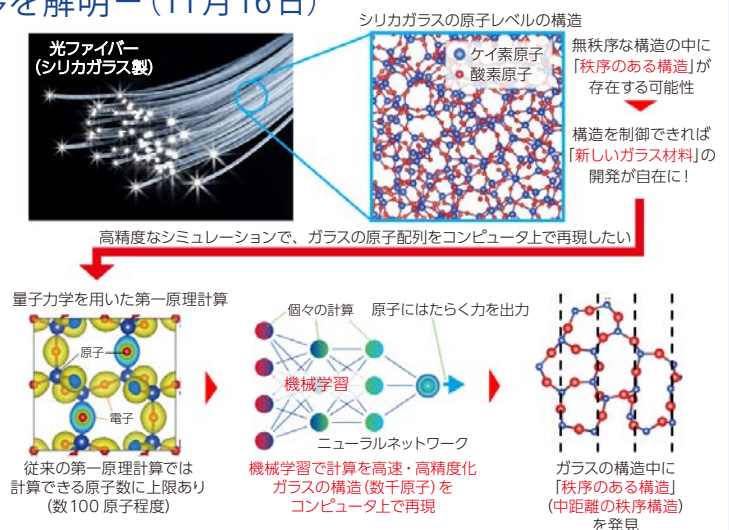 を解明ー(11月16日)
シリカガラスの原子レベルの構造
光ファイバー
(シリカガラス製)
ケイ素原子
酸素原子
無秩序な構造の中に
「秩序のある構造」が
存在する可能性
構造を制御できれば
「新しいガラス材料」の
開発が自在に!
高精度なシミュレーションで、ガラスの原子配列をコンピュータ上で再現したい
量子力学を用いた第一原理計算
原子
電子
従来の第一原理計算では
計算できる原子数に上限あり
(数100原子程度)
個々の計算
原子にはたらく力を出力
機械学習
ニューラルネットワーク
機械学習で計算を高速・高精度化
ガラスの構造(数千原子)を
コンピュータ上で再現
ガラスの構造中に
「秩序のある構造」
(中距離の秩序構造)
を発見